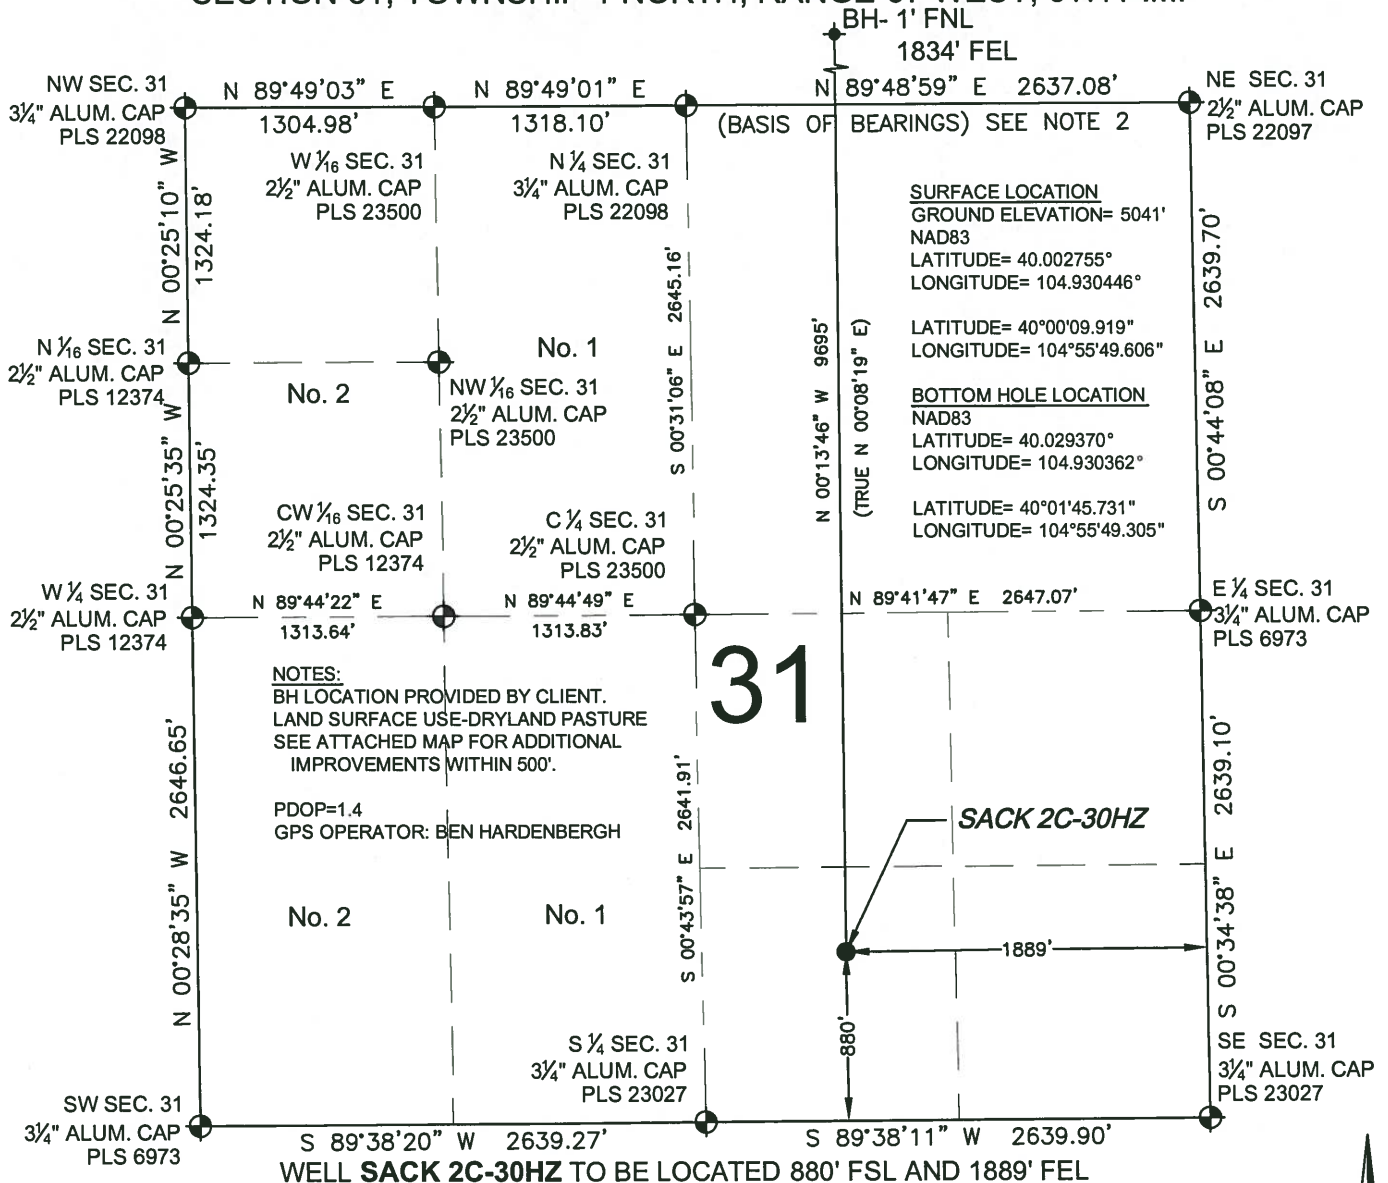 BH- 1' FNL
1834' FEL
NW SEC. 31
3¼" ALUM. CAP
PLS 22098
N 89°49'03" E
1304.98'
N 89°49'01" E
1318.10'
N 89°48'59" E 2637.08'
(BASIS OF BEARINGS) SEE NOTE 2
NE SEC. 31
2½" ALUM. CAP
PLS 22097
W ¹⁄₁₆ SEC. 31
2½" ALUM. CAP
PLS 23500
N ¼ SEC. 31
3¼" ALUM. CAP
PLS 22098
N 00°25'10" W
1324.18'
S 00°31'06" E 2645.16'
N 00°13'46" W 9695'
(TRUE N 00°08'19" E)
SURFACE LOCATION
GROUND ELEVATION= 5041'
NAD83
LATITUDE= 40.002755°
LONGITUDE= 104.930446°
LATITUDE= 40°00'09.919"
LONGITUDE= 104°55'49.606"
BOTTOM HOLE LOCATION
NAD83
LATITUDE= 40.029370°
LONGITUDE= 104.930362°
LATITUDE= 40°01'45.731"
LONGITUDE= 104°55'49.305"
S 00°44'08" E 2639.70'
N ¹⁄₁₆ SEC. 31
2½" ALUM. CAP
PLS 12374
No. 2
No. 1
NW ¹⁄₁₆ SEC. 31
2½" ALUM. CAP
PLS 23500
N 00°25'35" W
1324.35'
CW ¹⁄₁₆ SEC. 31
2½" ALUM. CAP
PLS 12374
C ¼ SEC. 31
2½" ALUM. CAP
PLS 23500
W ¼ SEC. 31
2½" ALUM. CAP
PLS 12374
N 89°44'22" E
1313.64'
N 89°44'49" E
1313.83'
N 89°41'47" E 2647.07'
E ¼ SEC. 31
3¼" ALUM. CAP
PLS 6973
31
NOTES:
BH LOCATION PROVIDED BY CLIENT.
LAND SURFACE USE-DRYLAND PASTURE
SEE ATTACHED MAP FOR ADDITIONAL
IMPROVEMENTS WITHIN 500'.
PDOP=1.4
GPS OPERATOR: BEN HARDENBERGH
N 00°28'35" W 2646.65'
S 00°43'57" E 2641.91'
SACK 2C-30HZ
S 00°34'38" E 2639.10'
No. 2
No. 1
1889'
880'
S ¼ SEC. 31
3¼" ALUM. CAP
PLS 23027
SE SEC. 31
3¼" ALUM. CAP
PLS 23027
SW SEC. 31
3¼" ALUM. CAP
PLS 6973
S 89°38'20" W 2639.27'
S 89°38'11" W 2639.90'
WELL SACK 2C-30HZ TO BE LOCATED 880' FSL AND 1889' FEL